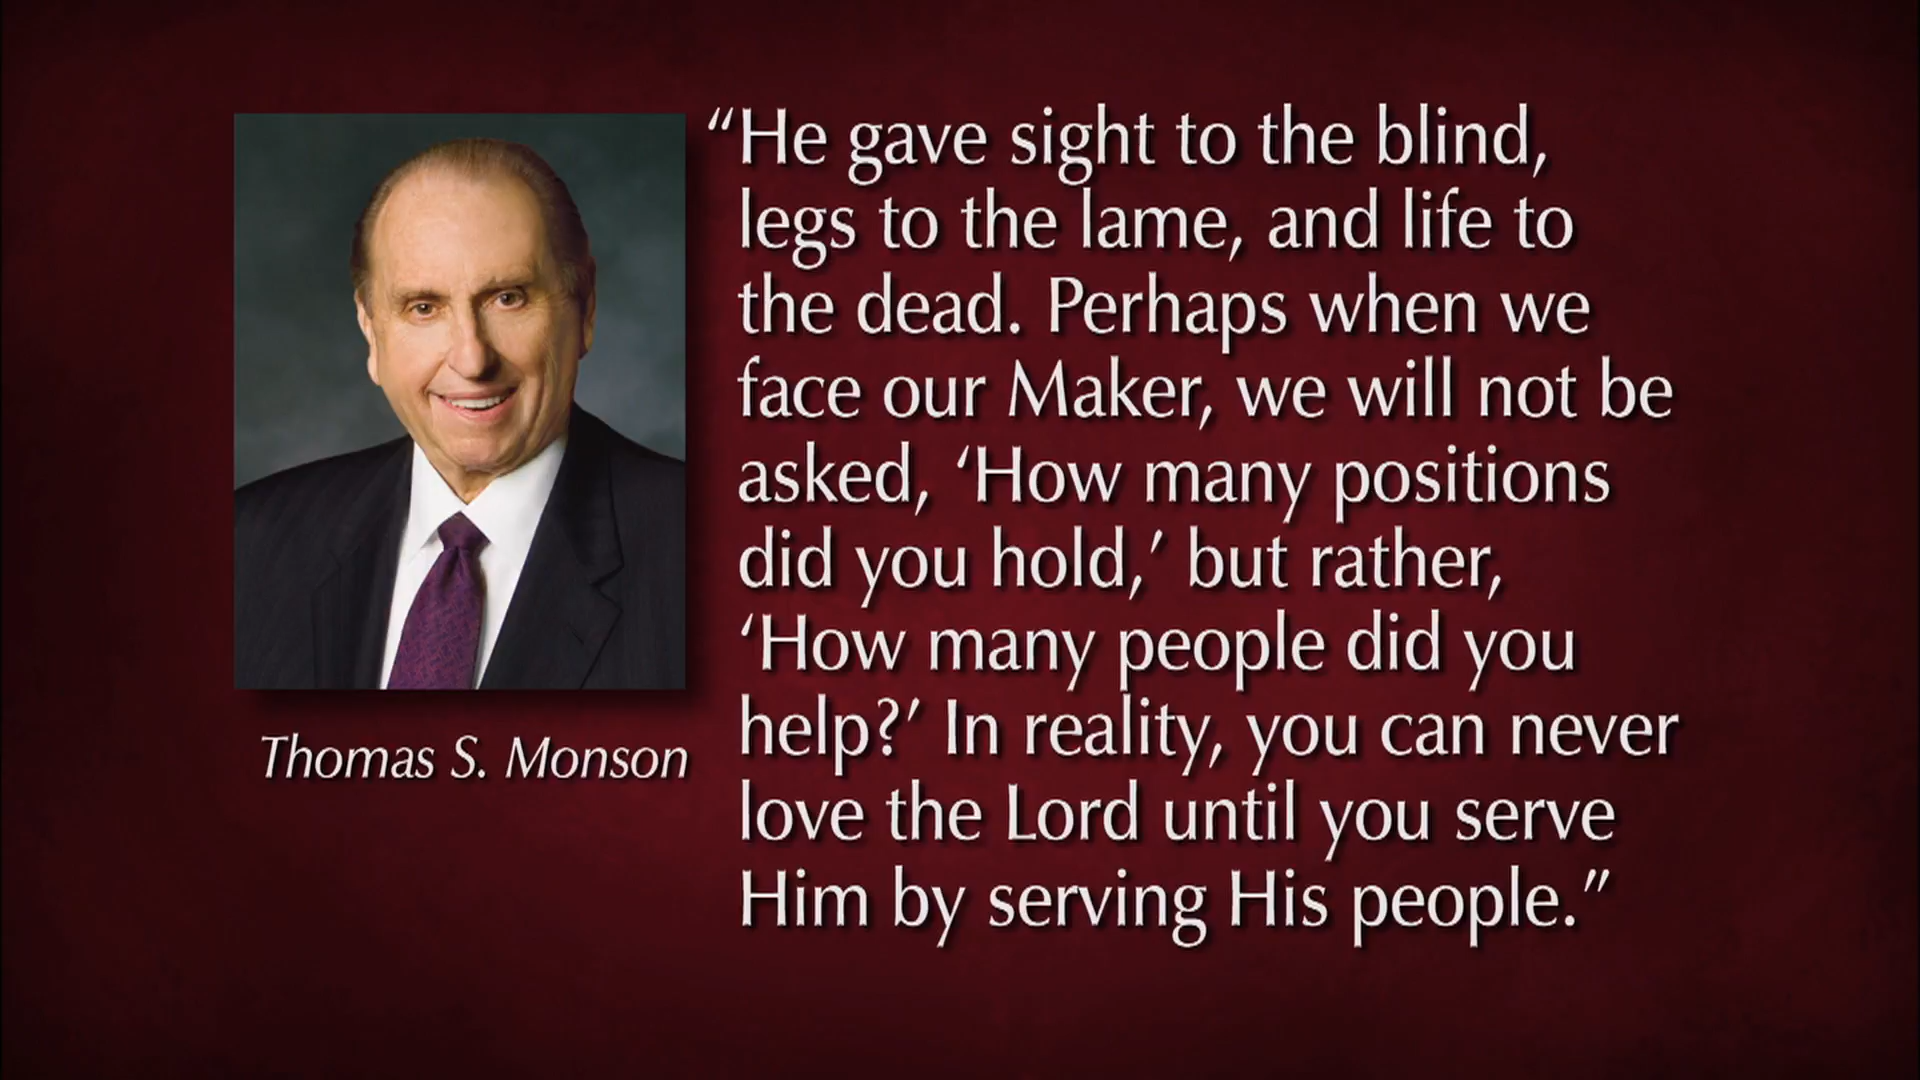 “He gave sight to the blind,
legs to the lame, and life to
the dead. Perhaps when we
face our Maker, we will not be
asked, ‘How many positions
did you hold,’ but rather,
‘How many people did you
help?’ In reality, you can never
love the Lord until you serve
Him by serving His people.”
Thomas S. Monson